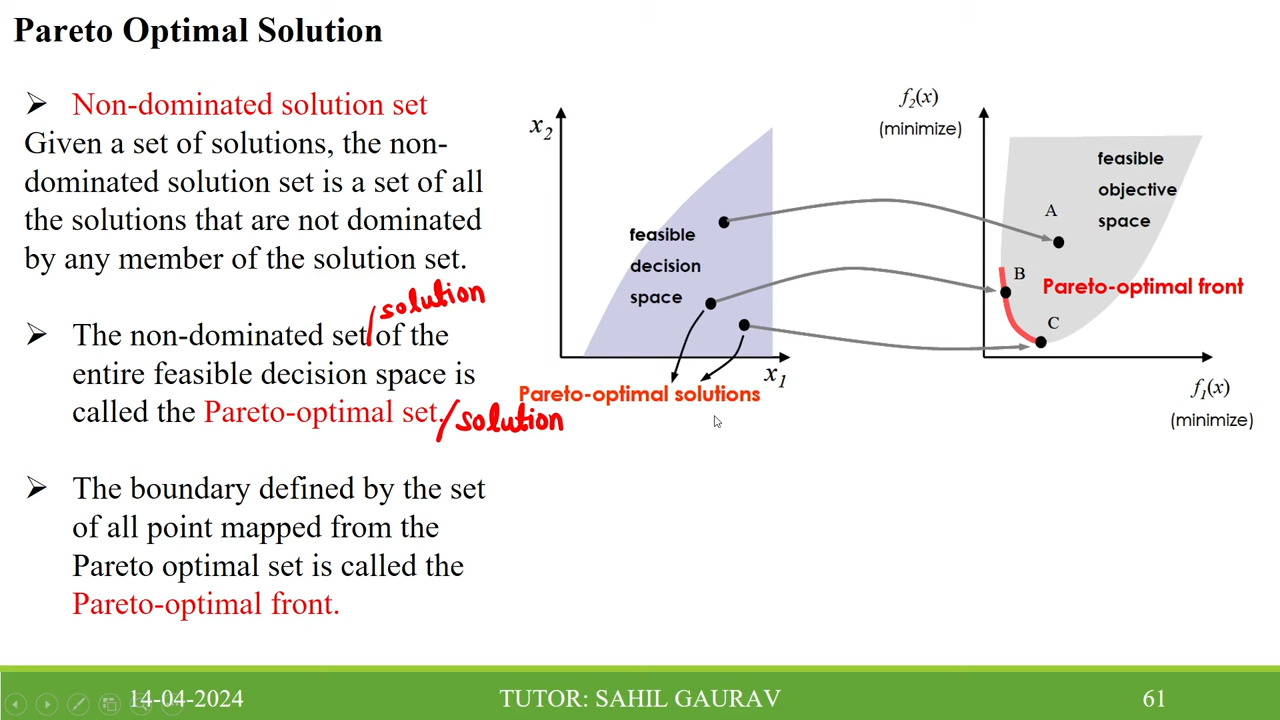 Pareto Optimal Solution
➢ Non-dominated solution set
Given a set of solutions, the non-
dominated solution set is a set of all
the solutions that are not dominated
by any member of the solution set.
/solution
➢ The non-dominated set of the
entire feasible decision space is
called the Pareto-optimal set.
/solution
➢ The boundary defined by the set
of all point mapped from the
Pareto optimal set is called the
Pareto-optimal front.
x2
feasible
decision
space
x1
Pareto-optimal solutions
f2(x)
(minimize)
feasible
objective
space
A
B
Pareto-optimal front
C
f1(x)
(minimize)
14-04-2024
TUTOR: SAHIL GAURAV
61